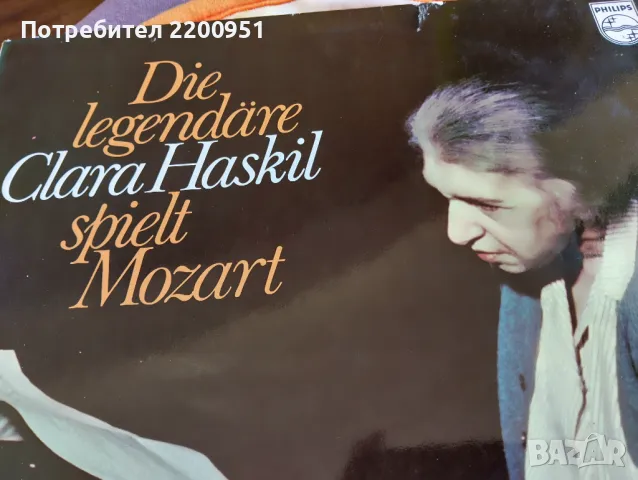 Потребител 2200951
PHILIPS
Die
legendäre
Clara Haskil
spielt
Mozart
BAZAR